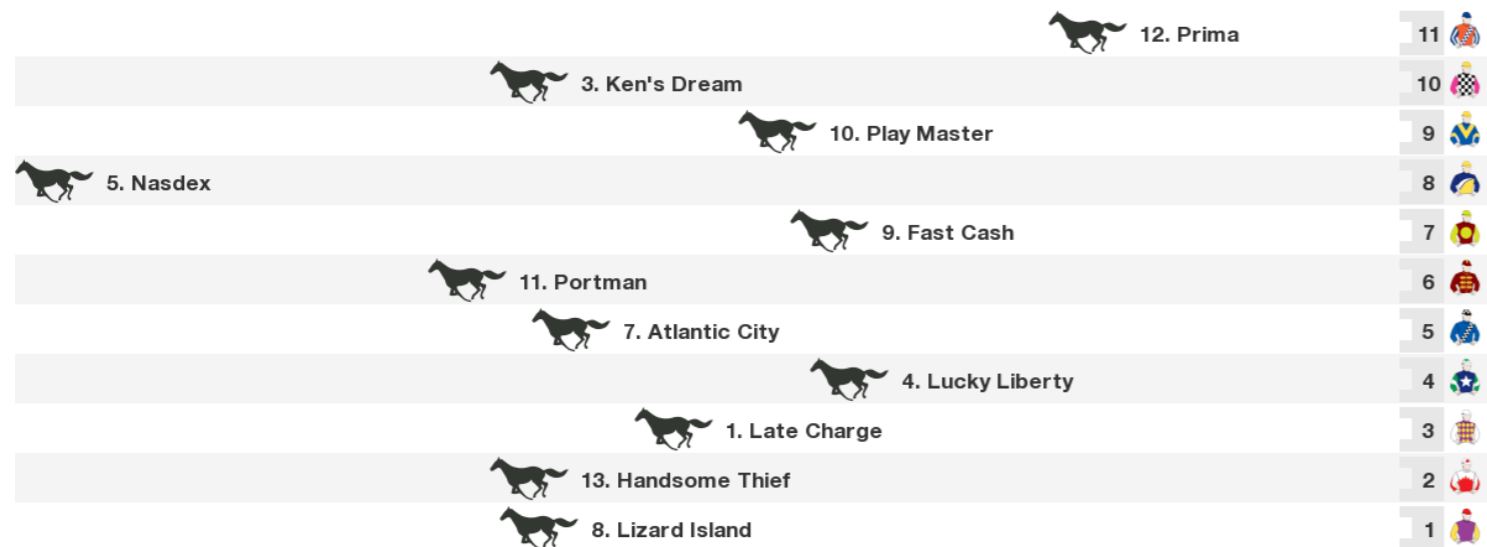 12. Prima 11
3. Ken's Dream 10
10. Play Master 9
5. Nasdex 8
9. Fast Cash 7
11. Portman 6
7. Atlantic City 5
4. Lucky Liberty 4
1. Late Charge 3
13. Handsome Thief 2
8. Lizard Island 1